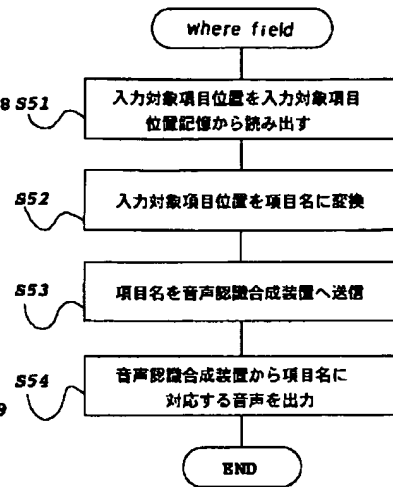 where field
8 S51
入力対象項目位置を入力対象項目
位置記憶から読み出す
S52
入力対象項目位置を項目名に変換
S53
項目名を音声認識合成装置へ送信
S54
9
音声認識合成装置から項目名に
対応する音声を出力
END